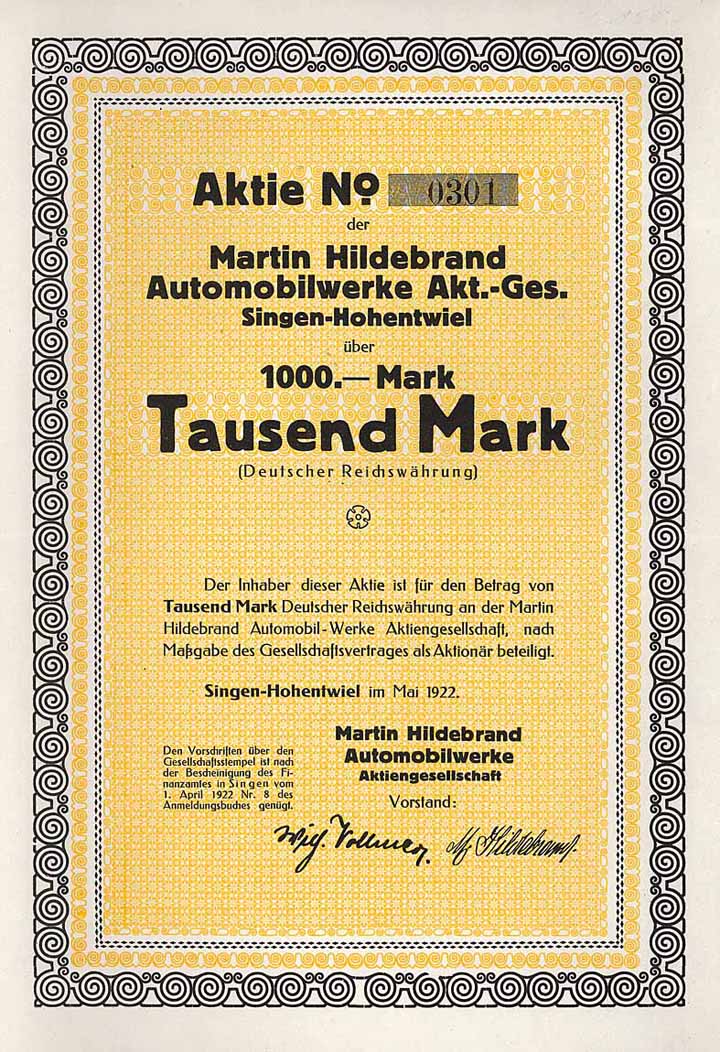 Aktie No 0301
der
Martin Hildebrand
Automobilwerke Akt.-Ges.
Singen-Hohentwiel
über
1000.— Mark
Tausend Mark
(Deutscher Reichswährung)
Der Inhaber dieser Aktie ist für den Betrag von
Tausend Mark Deutscher Reichswährung an der Martin
Hildebrand Automobil-Werke Aktiengesellschaft, nach
Maßgabe des Gesellschaftsvertrages als Aktionär beteiligt.
Singen-Hohentwiel im Mai 1922.
Den Vorschriften über den
Gesellschaftsstempel ist nach
der Bescheinigung des Fi-
nanzamtes in Singen vom
1. April 1922 Nr. 8 des
Anmeldungsbuches genügt.
Martin Hildebrand
Automobilwerke
Aktiengesellschaft
Vorstand:
Vollmer. M. Hildebrand.